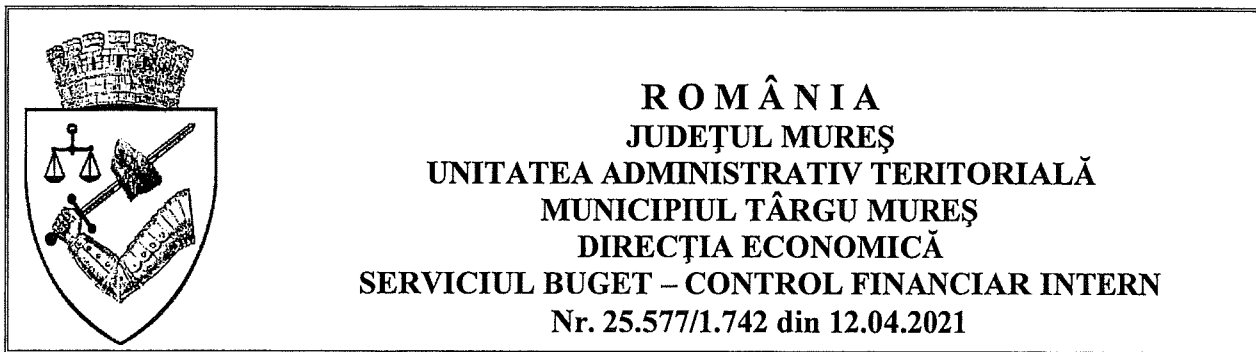 R O M Â N I A
JUDEŢUL MUREŞ
UNITATEA ADMINISTRATIV TERITORIALĂ
MUNICIPIUL TÂRGU MUREŞ
DIRECŢIA ECONOMICĂ
SERVICIUL BUGET – CONTROL FINANCIAR INTERN
Nr. 25.577/1.742 din 12.04.2021